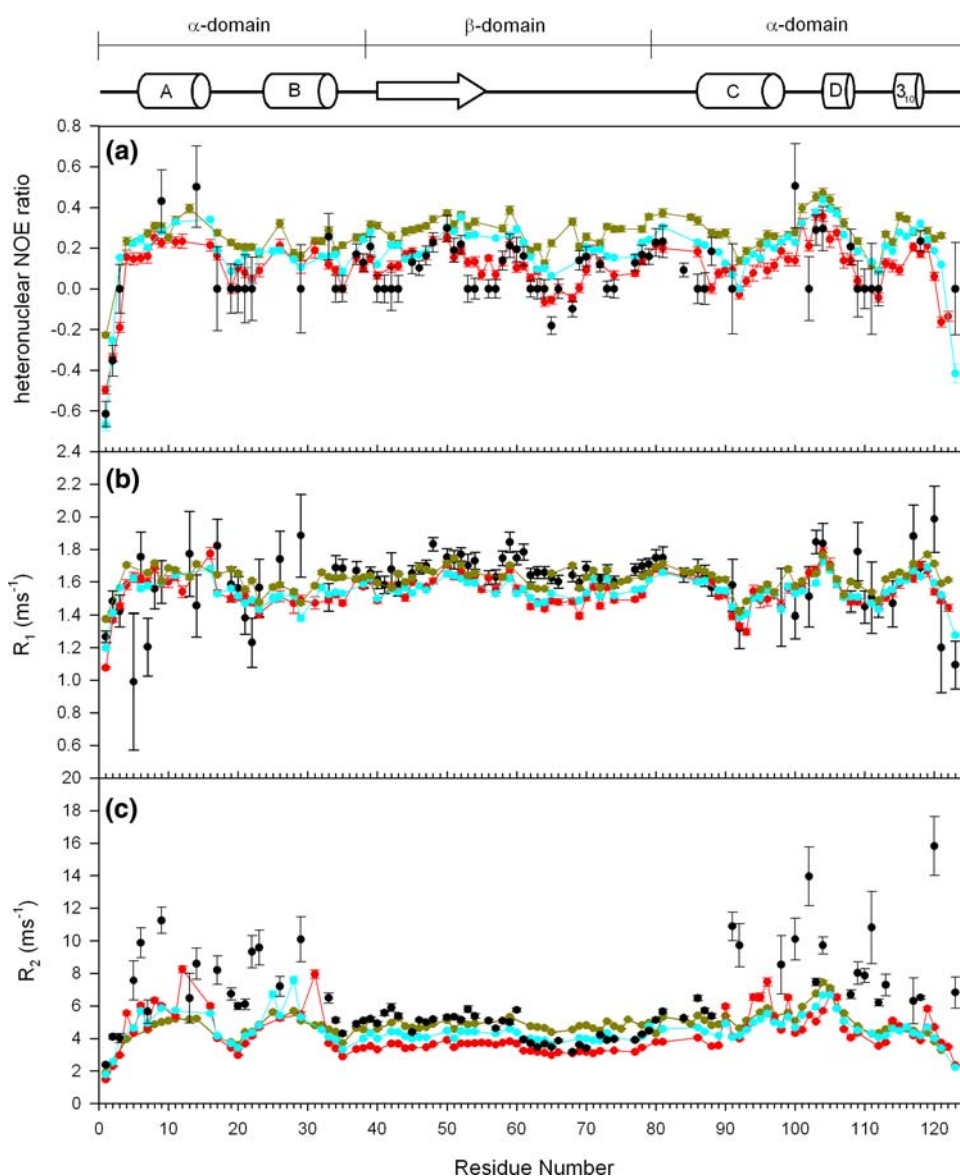 α-domain β-domain α-domain
A B C D 3₁₀
(a)
heteronuclear NOE ratio
0.8
0.6
0.4
0.2
0.0
-0.2
-0.4
-0.6
2.4
(b)
R₁ (ms⁻¹)
2.2
2.0
1.8
1.6
1.4
1.2
1.0
0.8
0.6
20
(c)
R₂ (ms⁻¹)
18
16
14
12
10
8
6
4
2
0
0 10 20 30 40 50 60 70 80 90 100 110 120
Residue Number